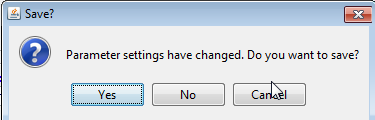 Save?
Parameter settings have changed. Do you want to save?
Yes No Cancel